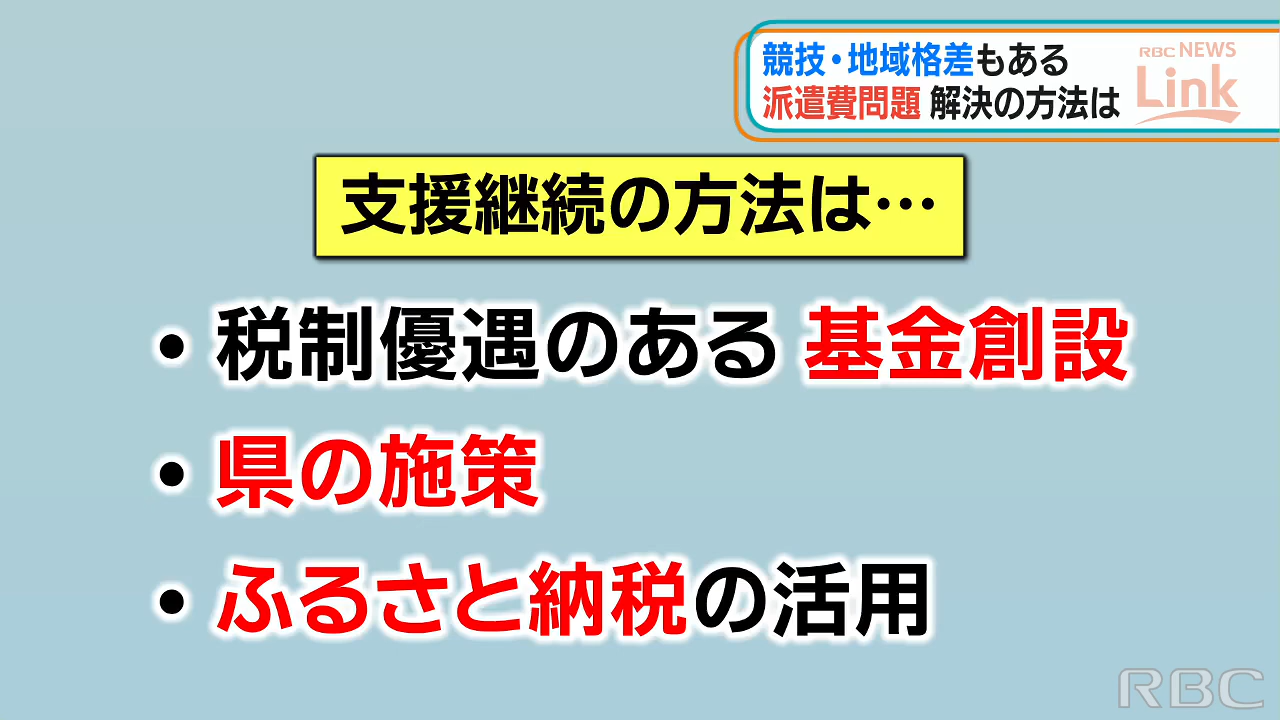 競技・地域格差もある
派遣費問題 解決の方法は
RBC NEWS
Link
支援継続の方法は…
・税制優遇のある 基金創設
・県の施策
・ふるさと納税の活用
RBC